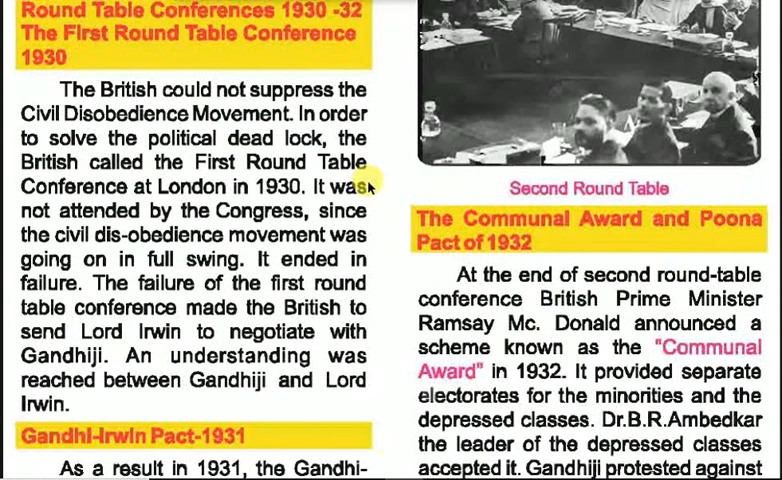 Round Table Conferences 1930 -32
The First Round Table Conference
1930
The British could not suppress the
Civil Disobedience Movement. In order
to solve the political dead lock, the
British called the First Round Table
Conference at London in 1930. It was
not attended by the Congress, since
the civil dis-obedience movement was
going on in full swing. It ended in
failure. The failure of the first round
table conference made the British to
send Lord Irwin to negotiate with
Gandhiji. An understanding was
reached between Gandhiji and Lord
Irwin.
Gandhi-Irwin Pact-1931
As a result in 1931, the Gandhi-
Second Round Table
The Communal Award and Poona
Pact of 1932
At the end of second round-table
conference British Prime Minister
Ramsay Mc. Donald announced a
scheme known as the "Communal
Award" in 1932. It provided separate
electorates for the minorities and the
depressed classes. Dr.B.R.Ambedkar
the leader of the depressed classes
accepted it. Gandhiji protested against